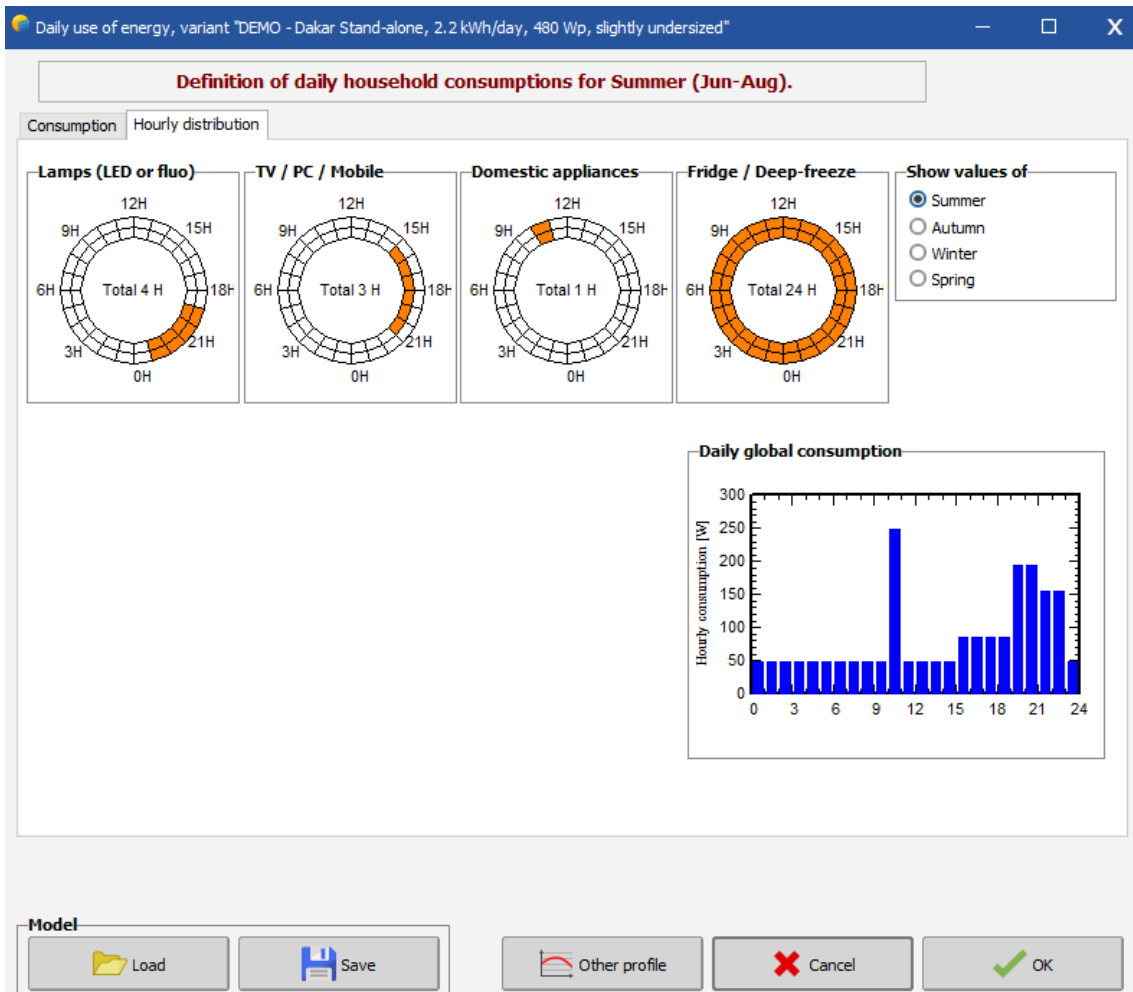 Daily use of energy, variant "DEMO - Dakar Stand-alone, 2.2 kWh/day, 480 Wp, slightly undersized"
Definition of daily household consumptions for Summer (Jun-Aug).
Consumption Hourly distribution
Lamps (LED or fluo)
12H
9H 15H
6H Total 4 H 18H
3H 21H
0H
TV / PC / Mobile
12H
9H 15H
6H Total 3 H 18H
3H 21H
0H
Domestic appliances
12H
9H 15H
6H Total 1 H 18H
3H 21H
0H
Fridge / Deep-freeze
12H
9H 15H
6H Total 24 H 18H
3H 21H
0H
Show values of
Summer
Autumn
Winter
Spring
Daily global consumption
Hourly consumption [W]
300
250
200
150
100
50
0
0 3 6 9 12 15 18 21 24
Model
Load Save Other profile Cancel OK